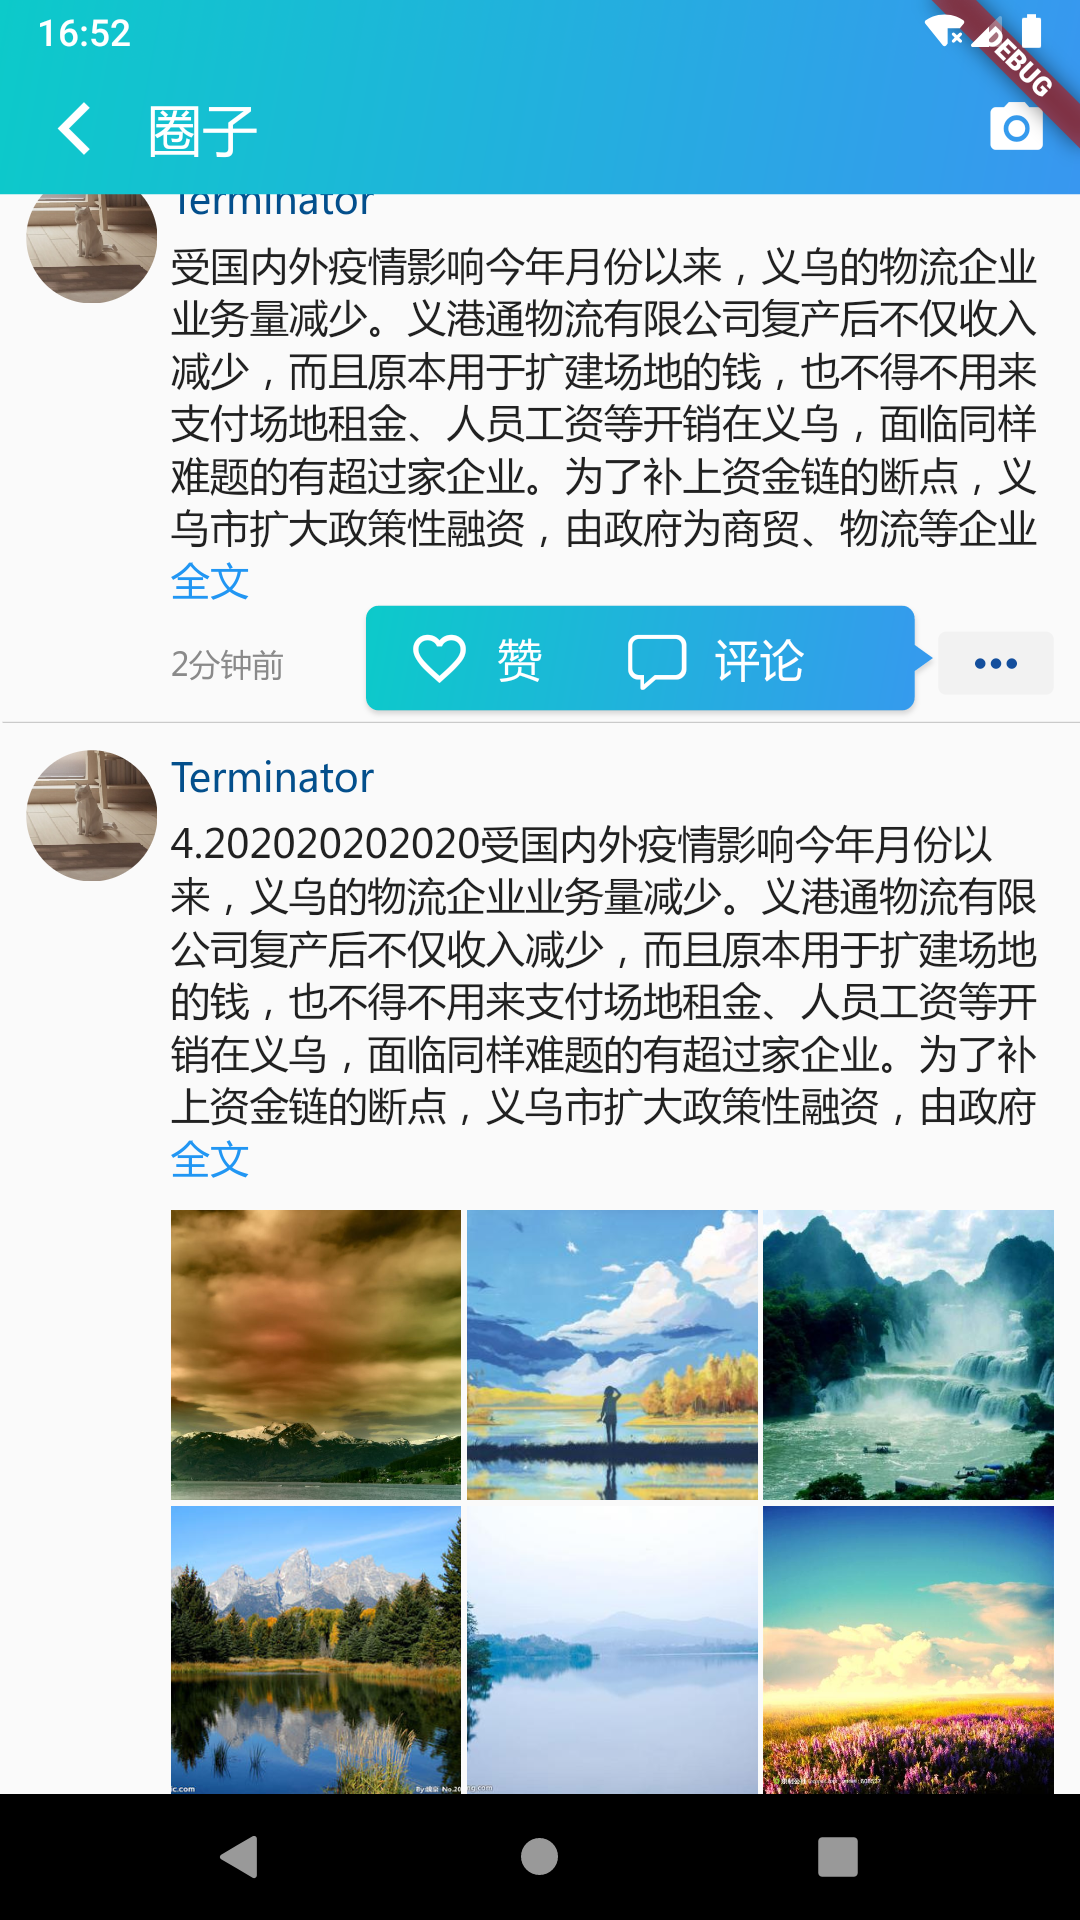 16:52
DEBUG
圈子
Terminator
受国内外疫情影响今年月份以来，义乌的物流企业
业务量减少。义港通物流有限公司复产后不仅收入
减少，而且原本用于扩建场地的钱，也不得不用来
支付场地租金、人员工资等开销在义乌，面临同样
难题的有超过家企业。为了补上资金链的断点，义
乌市扩大政策性融资，由政府为商贸、物流等企业
全文
2分钟前
赞
评论
Terminator
4.202020202020受国内外疫情影响今年月份以
来，义乌的物流企业业务量减少。义港通物流有限
公司复产后不仅收入减少，而且原本用于扩建场地
的钱，也不得不用来支付场地租金、人员工资等开
销在义乌，面临同样难题的有超过家企业。为了补
上资金链的断点，义乌市扩大政策性融资，由政府
全文